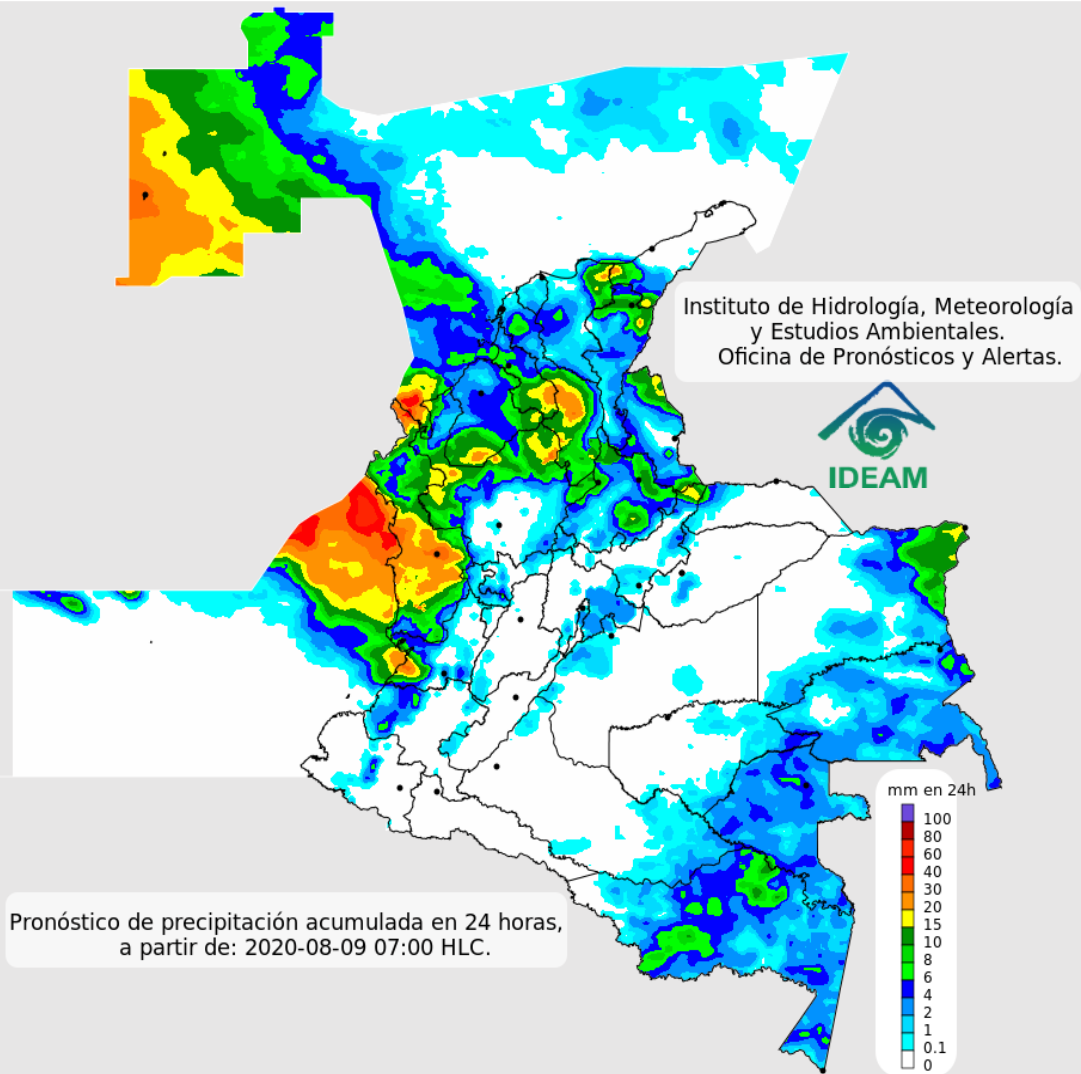 Instituto de Hidrología, Meteorología
y Estudios Ambientales.
Oficina de Pronósticos y Alertas.
IDEAM
mm en 24h
100
80
60
40
30
20
15
10
8
6
4
2
1
0.1
0
Pronóstico de precipitación acumulada en 24 horas,
a partir de: 2020-08-09 07:00 HLC.